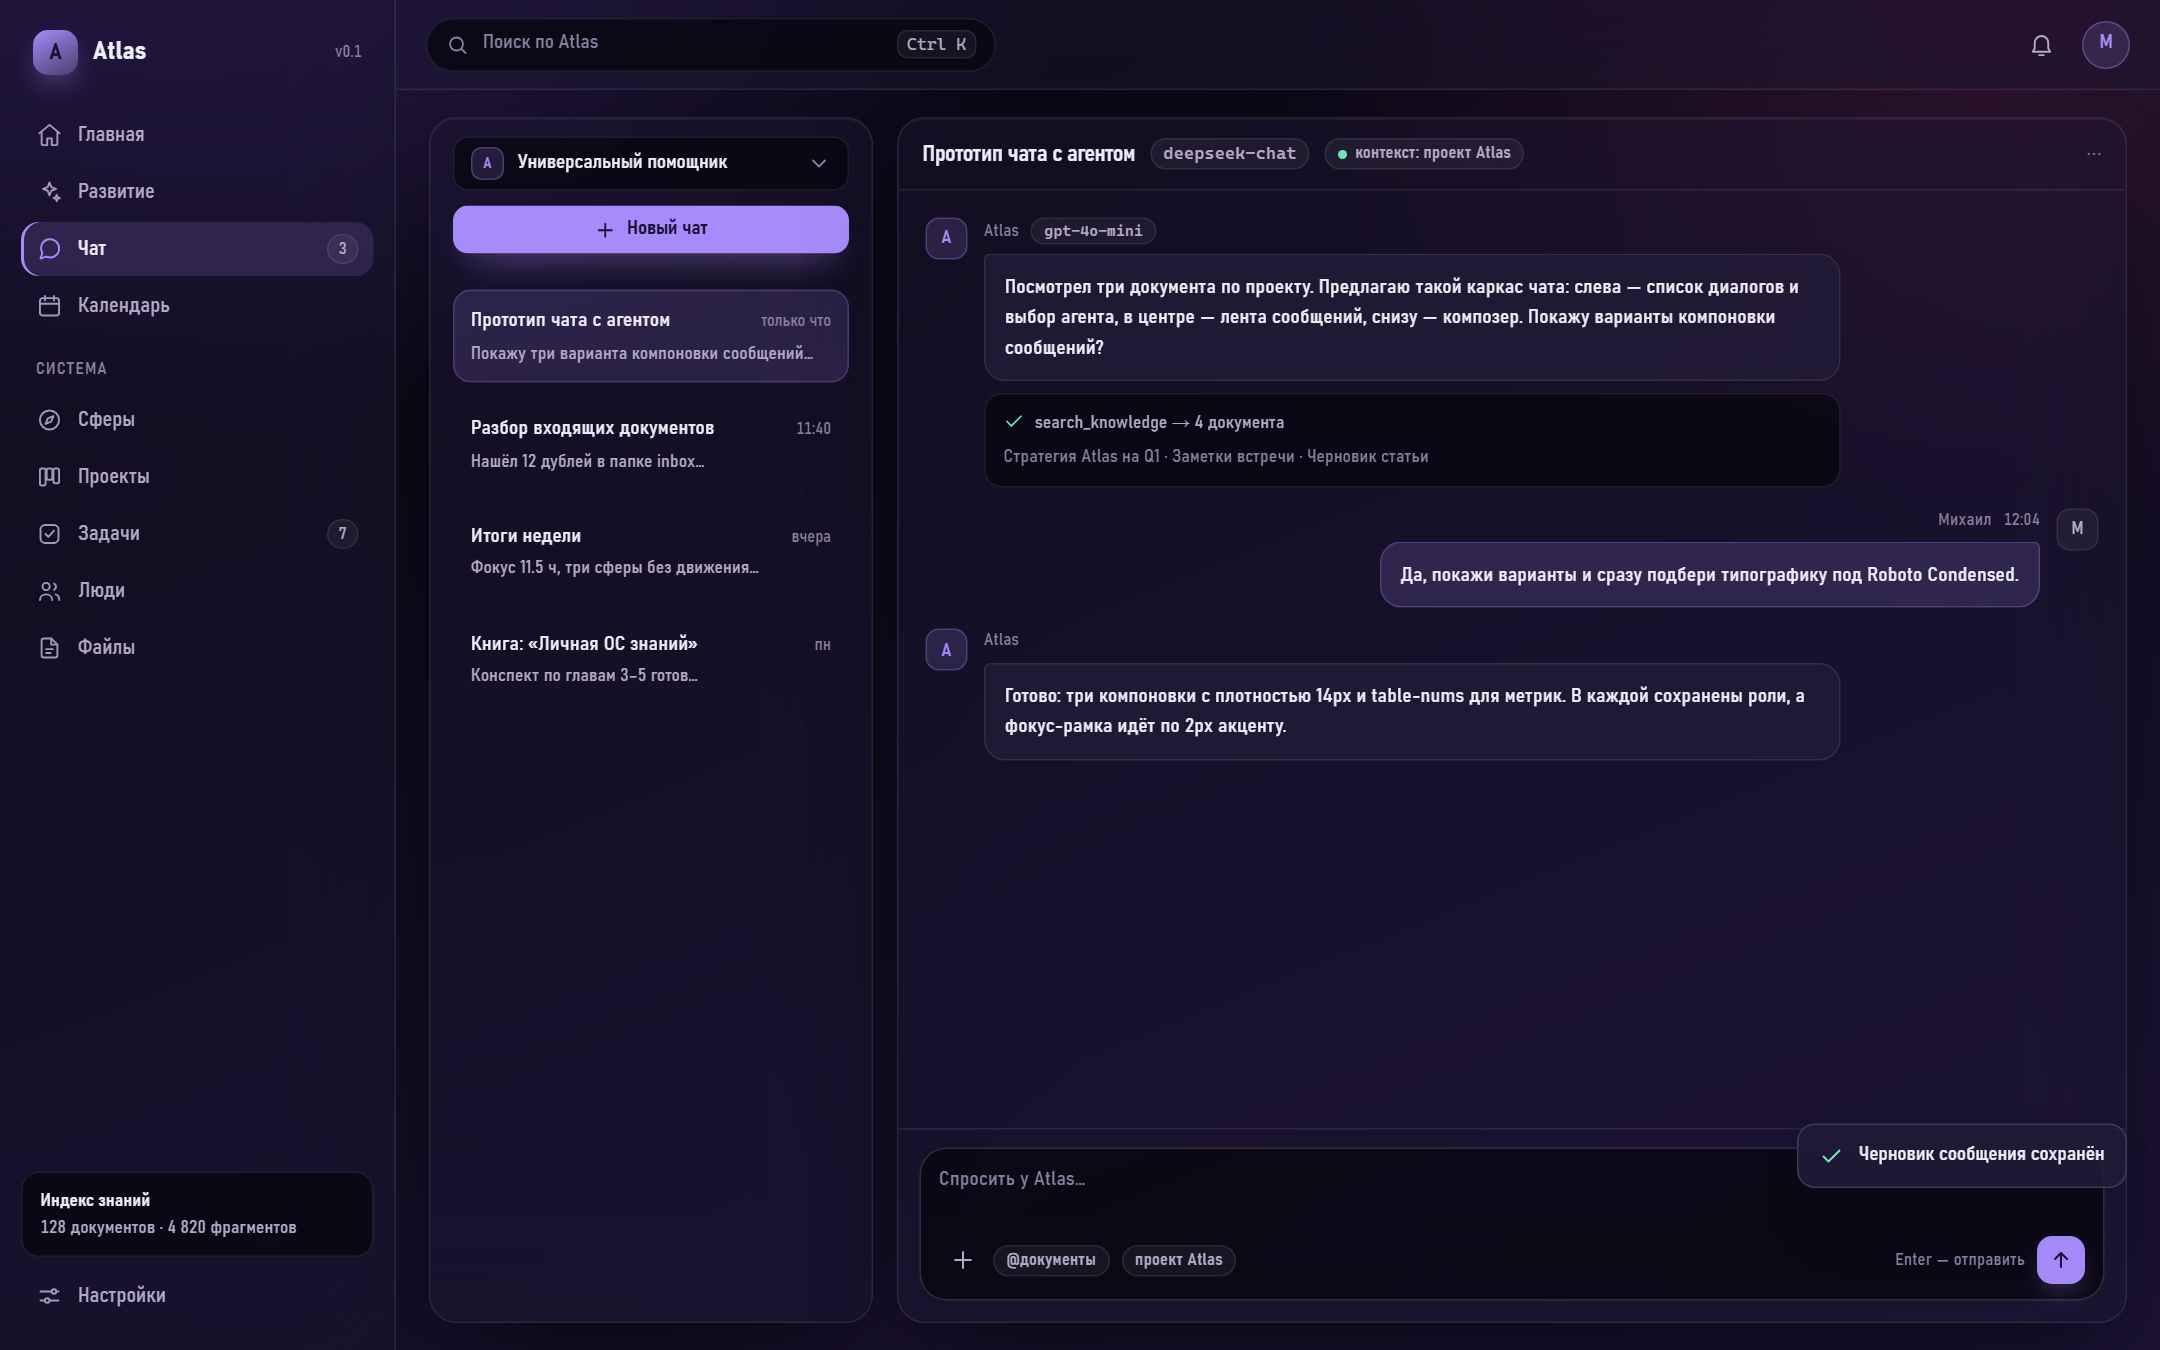 A
Atlas
v0.1
Главная
Развитие
Чат
3
Календарь
СИСТЕМА
Сферы
Проекты
Задачи
7
Люди
Файлы
Индекс знаний
128 документов · 4 820 фрагментов
Настройки
Поиск по Atlas
Ctrl K
M
A
Универсальный помощник
Новый чат
Прототип чата с агентом
только что
Покажу три варианта компоновки сообщений…
Разбор входящих документов
11:40
Нашёл 12 дублей в папке inbox…
Итоги недели
вчера
Фокус 11.5 ч, три сферы без движения…
Книга: «Личная ОС знаний»
пн
Конспект по главам 3–5 готов…
Прототип чата с агентом
deepseek-chat
контекст: проект Atlas
···
A
Atlas
gpt-4o-mini
Посмотрел три документа по проекту. Предлагаю такой каркас чата: слева — список диалогов и
выбор агента, в центре — лента сообщений, снизу — композер. Покажу варианты компоновки
сообщений?
search_knowledge → 4 документа
Стратегия Atlas на Q1 · Заметки встречи · Черновик статьи
Михаил 12:04
M
Да, покажи варианты и сразу подбери типографику под Roboto Condensed.
A
Atlas
Готово: три компоновки с плотностью 14px и table-nums для метрик. В каждой сохранены роли, а
фокус-рамка идёт по 2px акценту.
Черновик сообщения сохранён
Спросить у Atlas…
@документы
проект Atlas
Enter — отправить